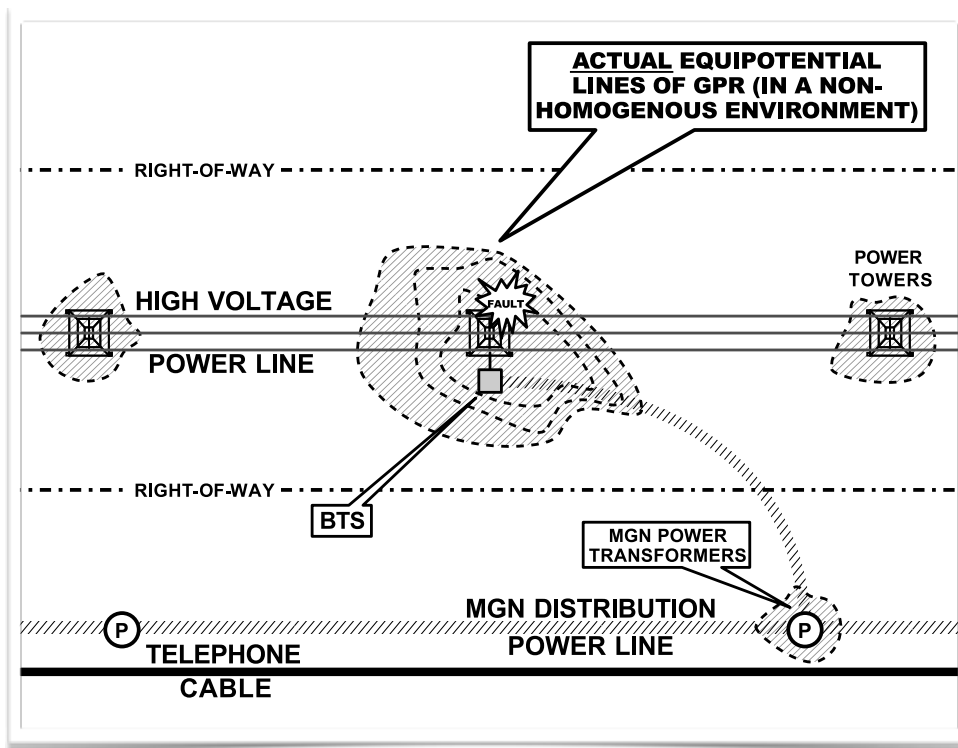 ACTUAL EQUIPOTENTIAL
LINES OF GPR (IN A NON-
HOMOGENOUS ENVIRONMENT)
RIGHT-OF-WAY
POWER
TOWERS
HIGH VOLTAGE
FAULT
POWER LINE
RIGHT-OF-WAY
BTS
MGN POWER
TRANSFORMERS
MGN DISTRIBUTION
P
P
POWER LINE
TELEPHONE
CABLE